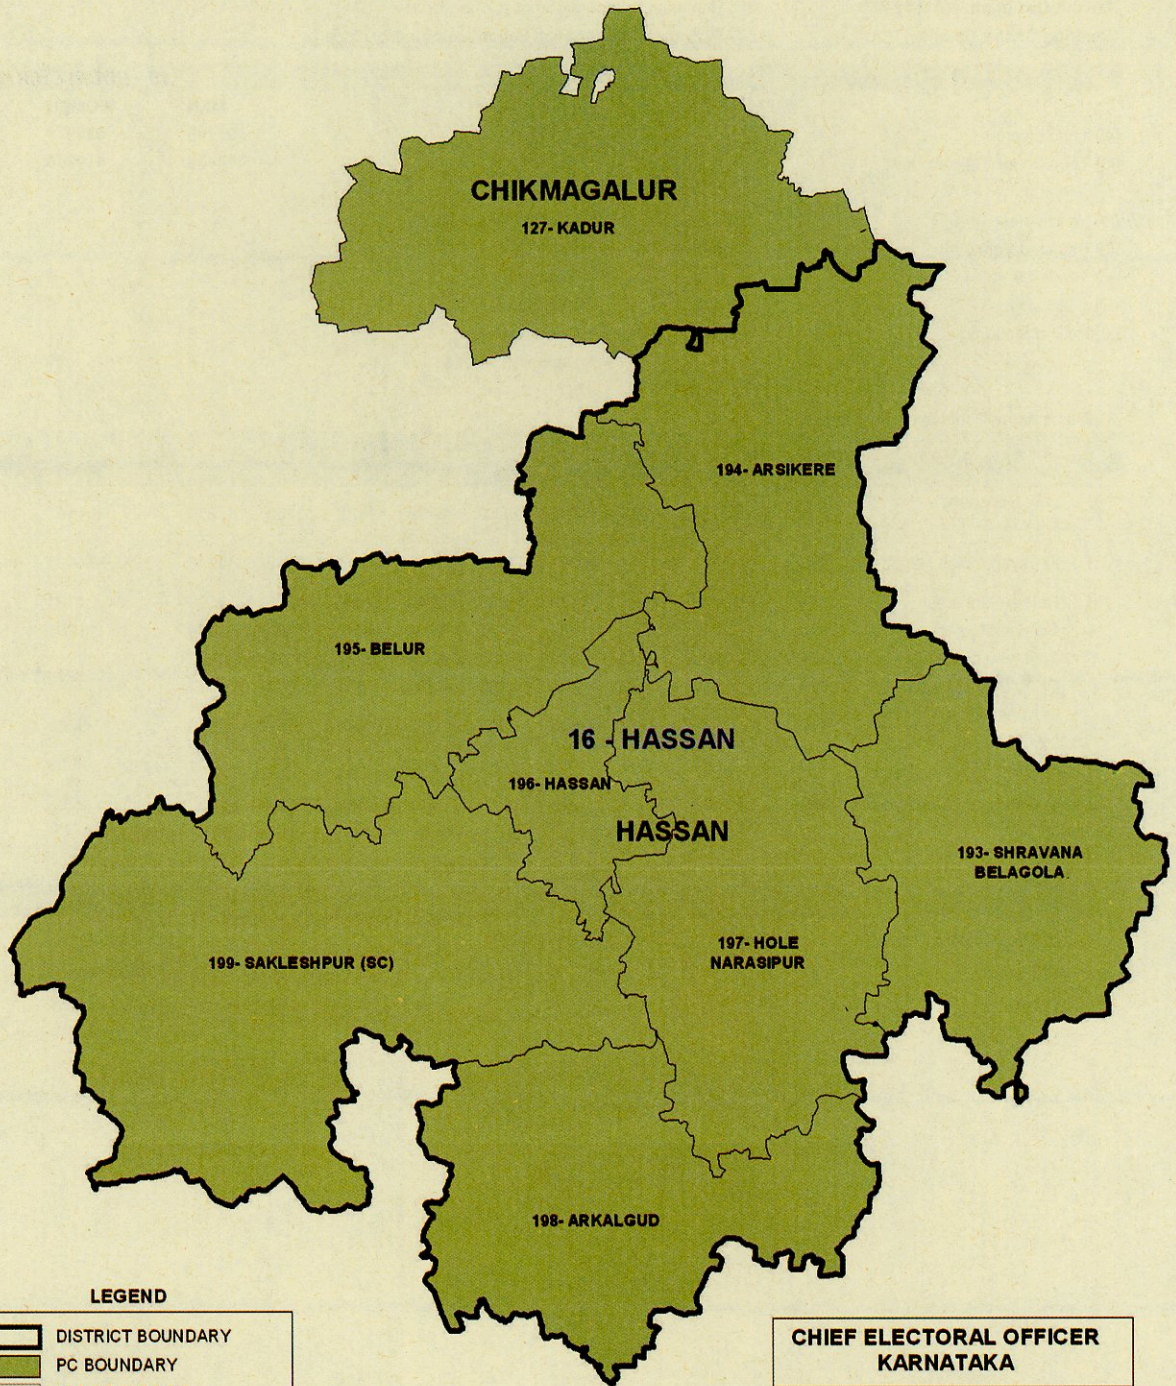 CHIKMAGALUR
127- KADUR
194- ARSIKERE
195- BELUR
16 - HASSAN
196- HASSAN
HASSAN
193- SHRAVANA
BELAGOLA
199- SAKLESHPUR (SC)
197- HOLE
NARASIPUR
198- ARKALGUD
LEGEND
DISTRICT BOUNDARY
PC BOUNDARY
CHIEF ELECTORAL OFFICER
KARNATAKA